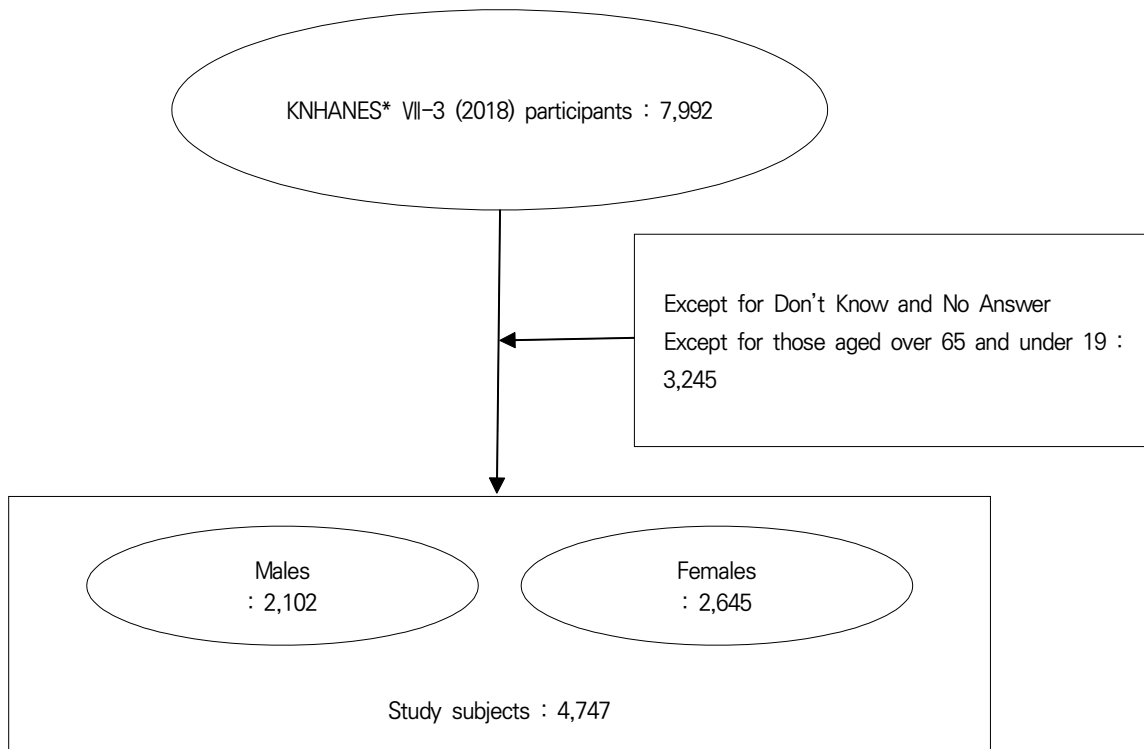 KNHANES* Ⅶ-3 (2018) participants : 7,992
Except for Don't Know and No Answer
Except for those aged over 65 and under 19 :
3,245
Males
: 2,102
Females
: 2,645
Study subjects : 4,747